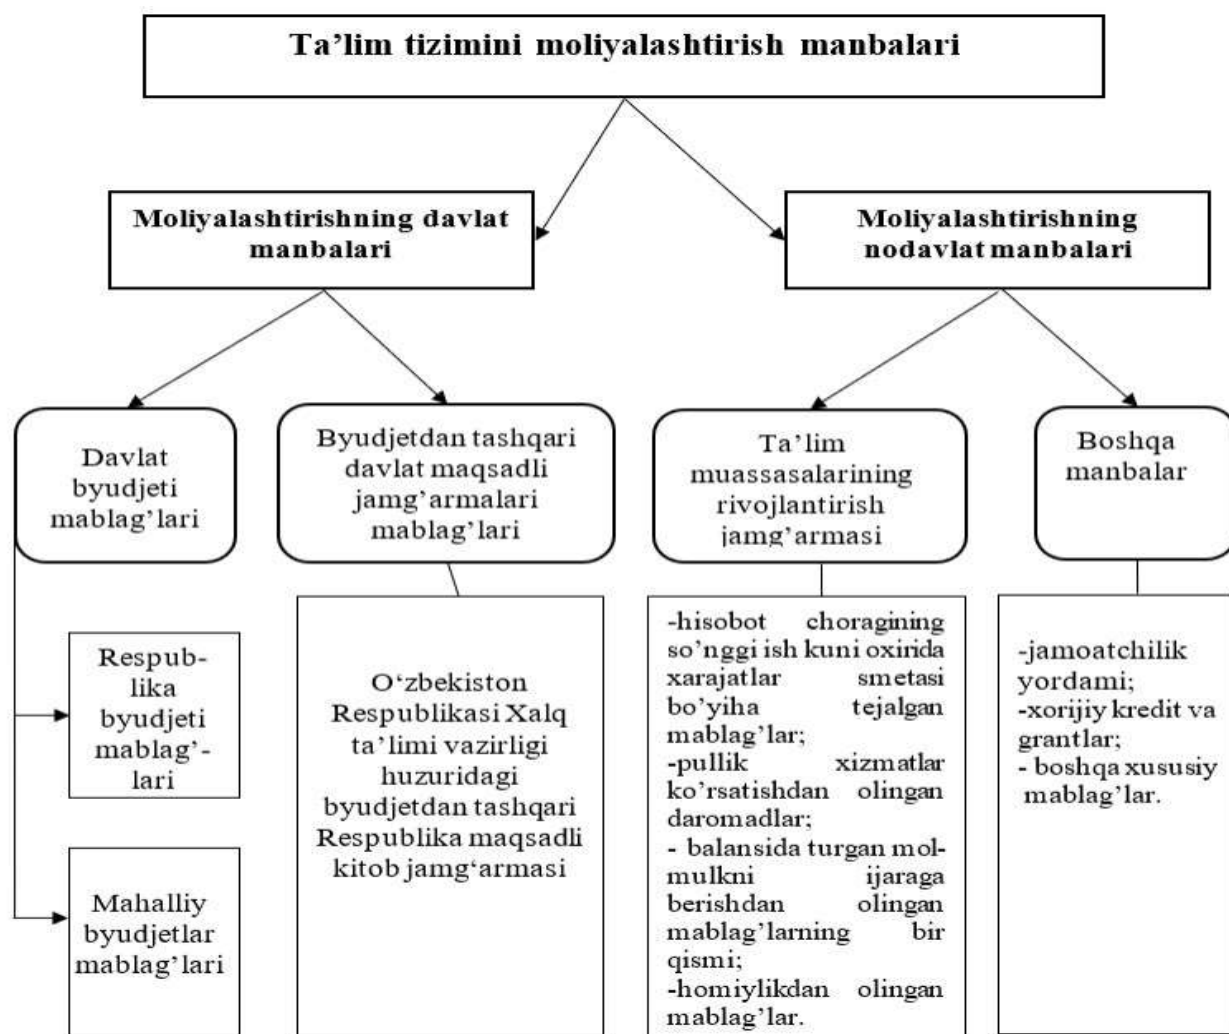 Ta’lim tizimini moliyalashtirish manbalari
Moliyalashtirishning davlat
manbalari
Moliyalashtirishning
nodavlat manbalari
Davlat
byudjeti
mablag’lari
Byudjetdan tashqari
davlat maqsadli
jamg’armalari
mablag’lari
Ta’lim
muassasalarining
rivojlantirish
jamg’armasi
Boshqa
manbalar
Respub-
lika
byudjeti
mablag’-
lari
Mahalliy
byudjetlar
mablag’lari
O‘zbekiston
Respublikasi Xalq
ta’limi vazirligi
huzuridagi
byudjetdan tashqari
Respublika maqsadli
kitob jamg‘armasi
-hisobot choragining
so’nggi ish kuni oxirida
xarajatlar smetasi
bo’yiha tejalgan
mablag’lar;
-pullik xizmatlar
ko’rsatishdan olingan
daromadlar;
- balansida turgan mol-
mulkni ijaraga
berishdan olingan
mablag’larning bir
qismi;
-homiylikdan olingan
mablag’lar.
-jamoatchilik
yordami;
-xorijiy kredit va
grantlar;
- boshqa xususiy
mablag’lar.